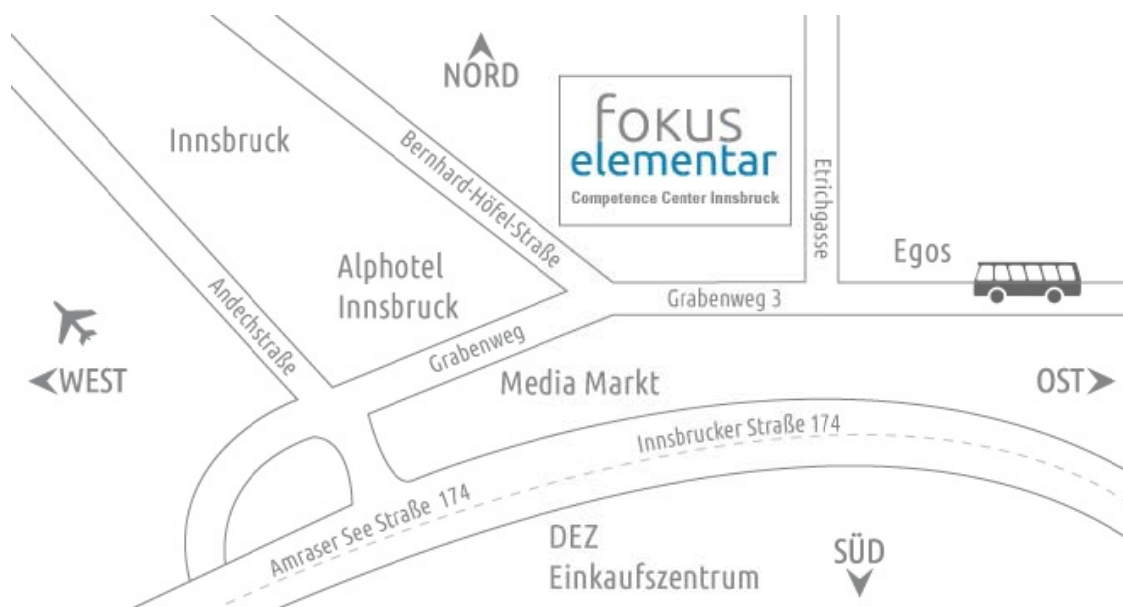 NORD
fokus
elementar
Competence Center Innsbruck
Innsbruck
Bernhard-Höfel-Straße
Etrichgasse
Egos
Alphotel
Innsbruck
Andechstraße
Grabenweg 3
Grabenweg
WEST
Media Markt
OST
Innsbrucker Straße 174
Amraser See Straße 174
DEZ
Einkaufszentrum
SÜD